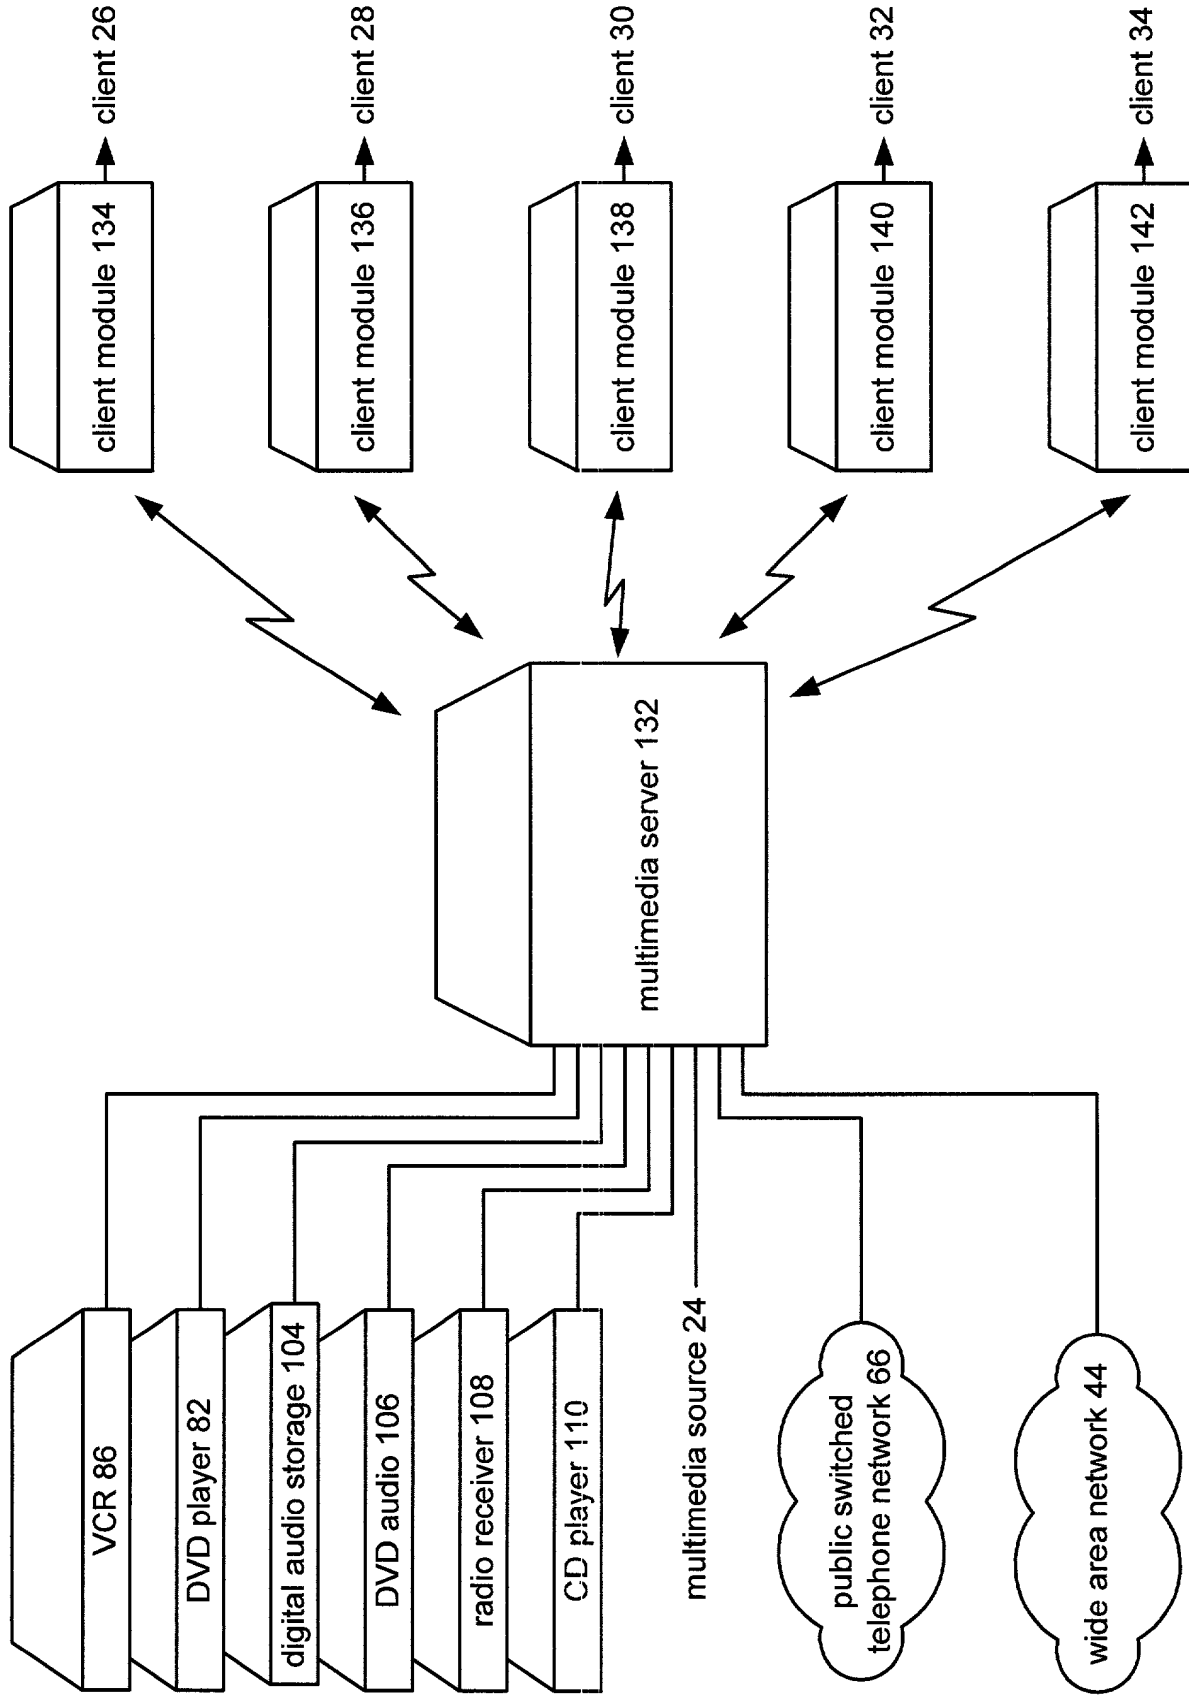 VCR 86
DVD player 82
digital audio storage 104
DVD audio 106
radio receiver 108
CD player 110
multimedia source 24
public switched
telephone network 66
wide area network 44
multimedia server 132
client module 134
client 26
client module 136
client 28
client module 138
client 30
client module 140
client 32
client module 142
client 34